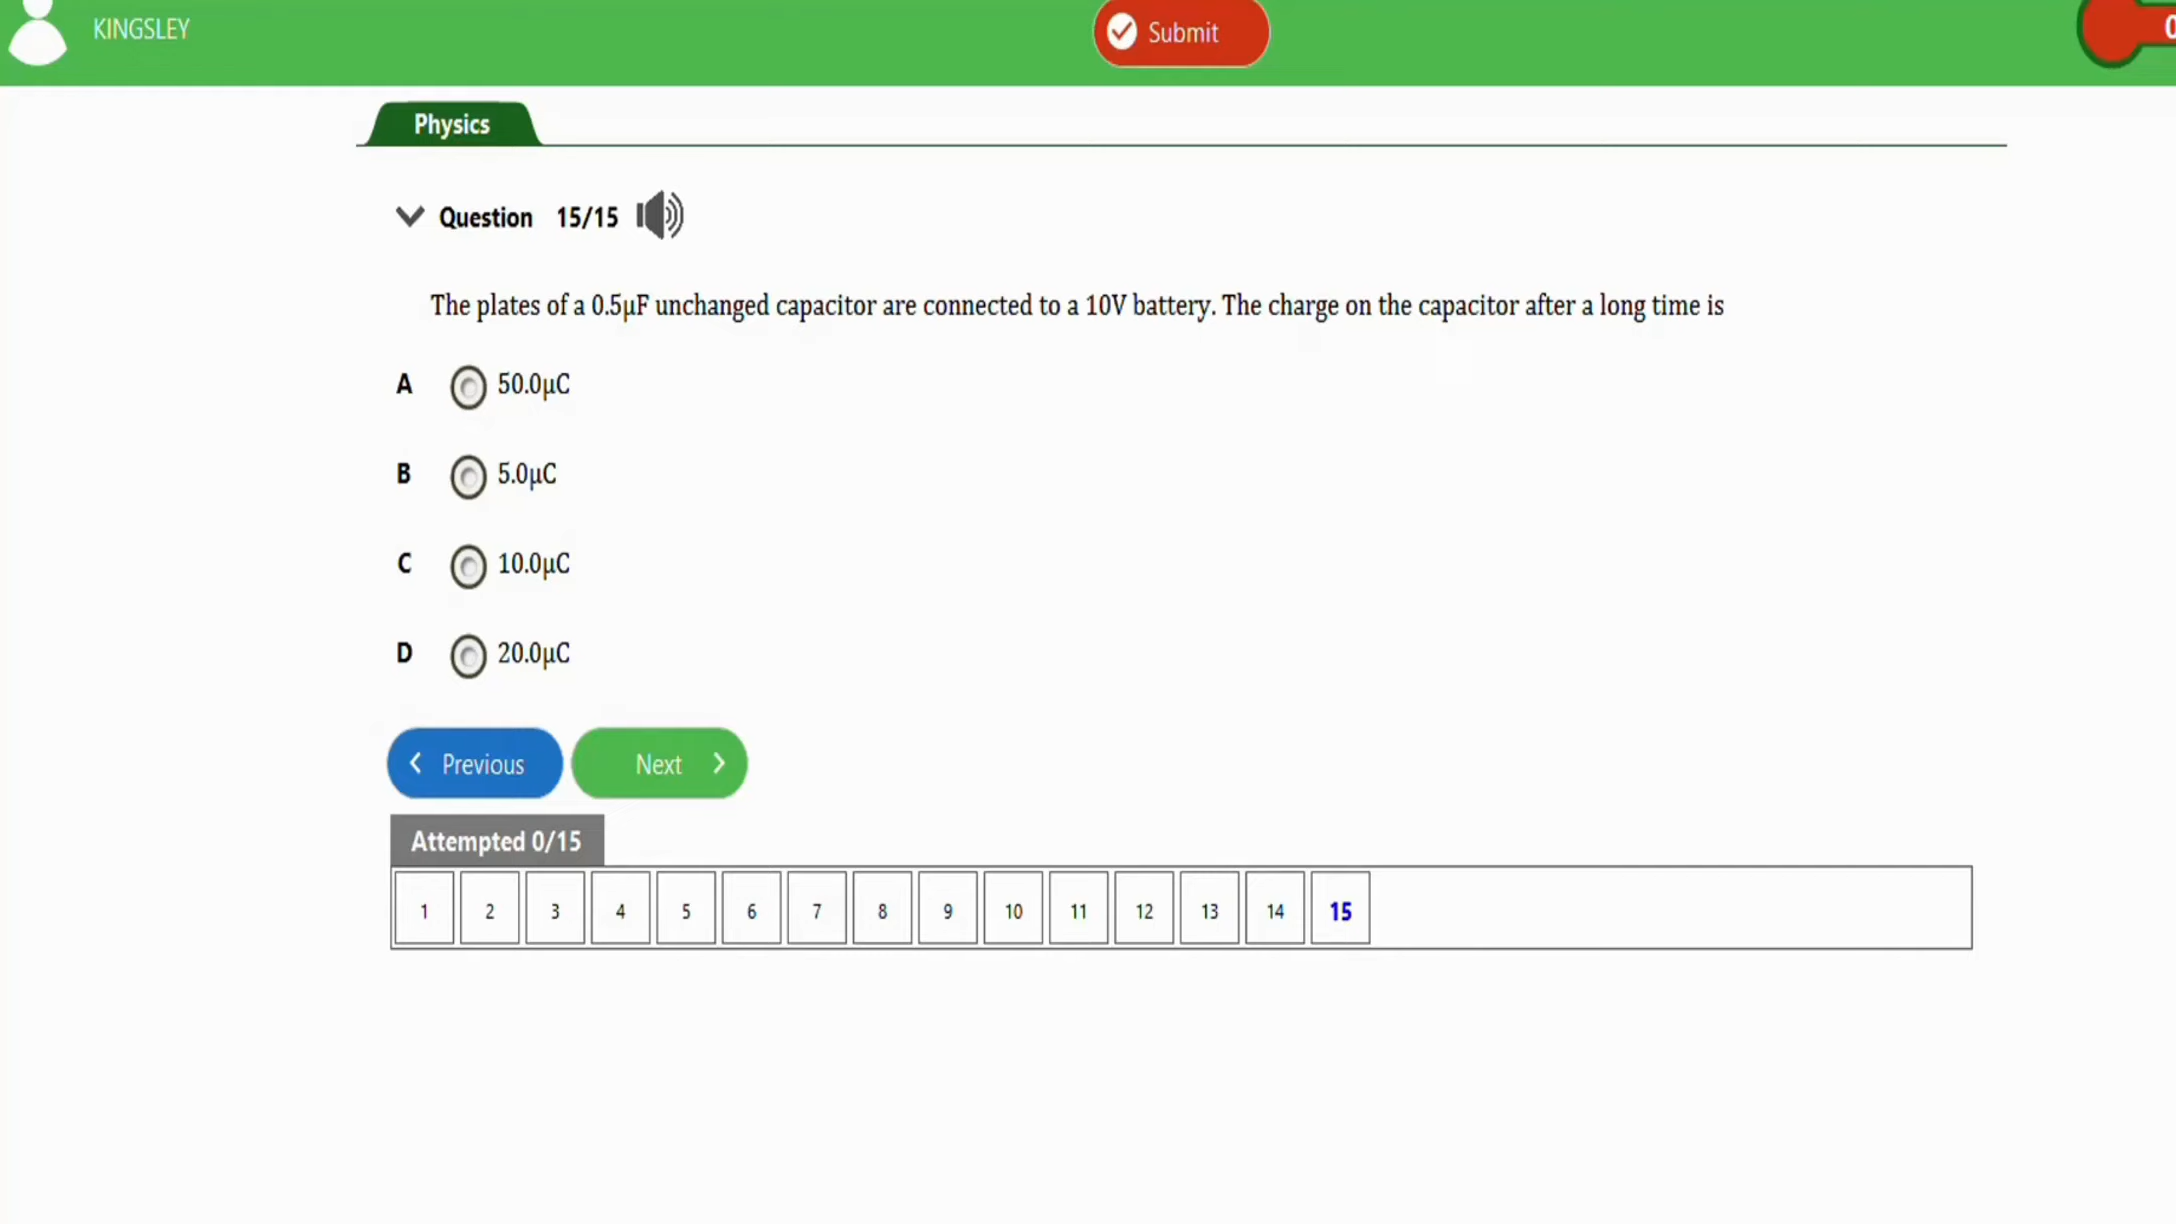 KINGSLEY
Submit
0
Physics
Question 15/15
The plates of a 0.5μF unchanged capacitor are connected to a 10V battery. The charge on the capacitor after a long time is
A 50.0μC
B 5.0μC
C 10.0μC
D 20.0μC
Previous Next
Attempted 0/15
1 2 3 4 5 6 7 8 9 10 11 12 13 14 15